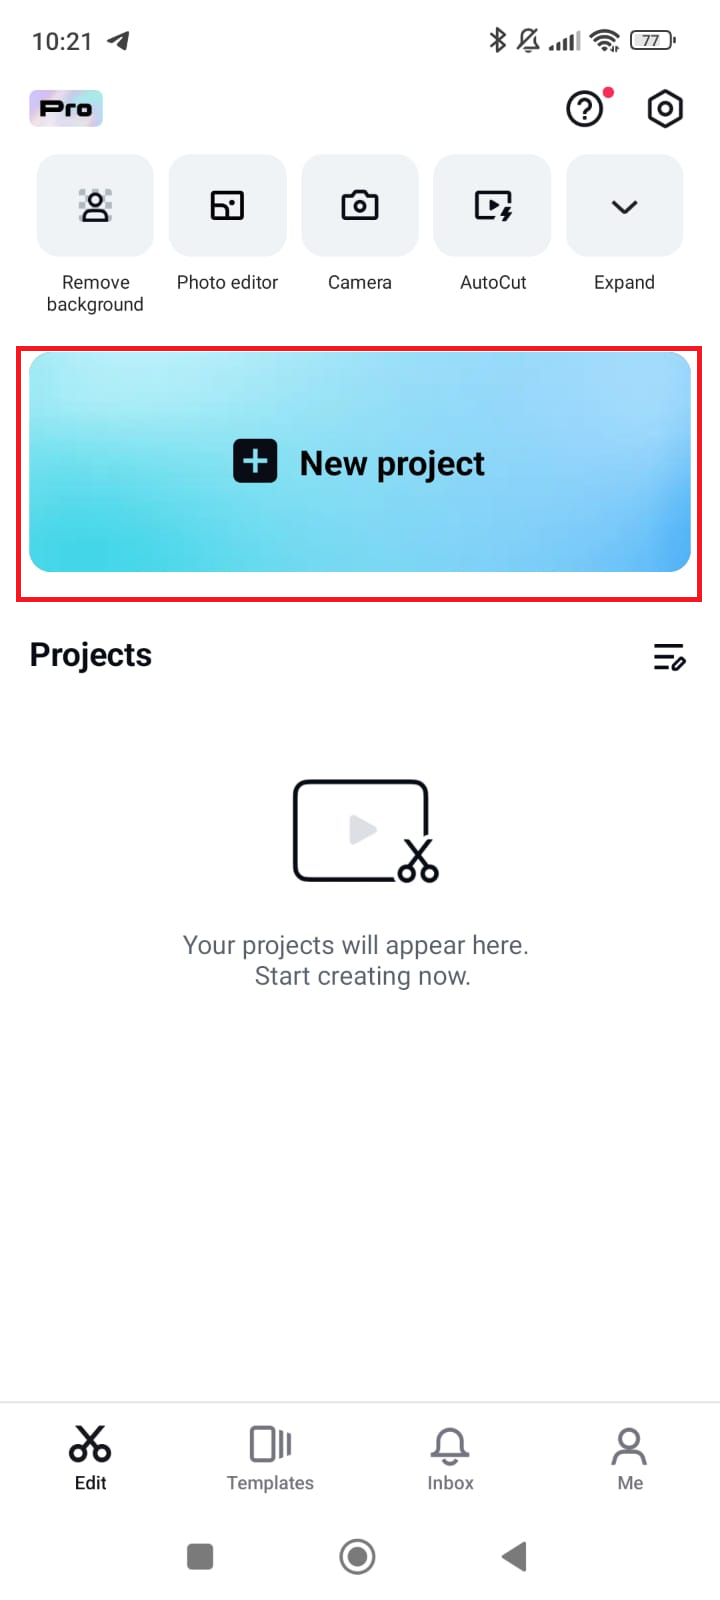 10:21
77
Pro
Remove
background
Photo editor
Camera
AutoCut
Expand
New project
Projects
Your projects will appear here.
Start creating now.
Edit
Templates
Inbox
Me